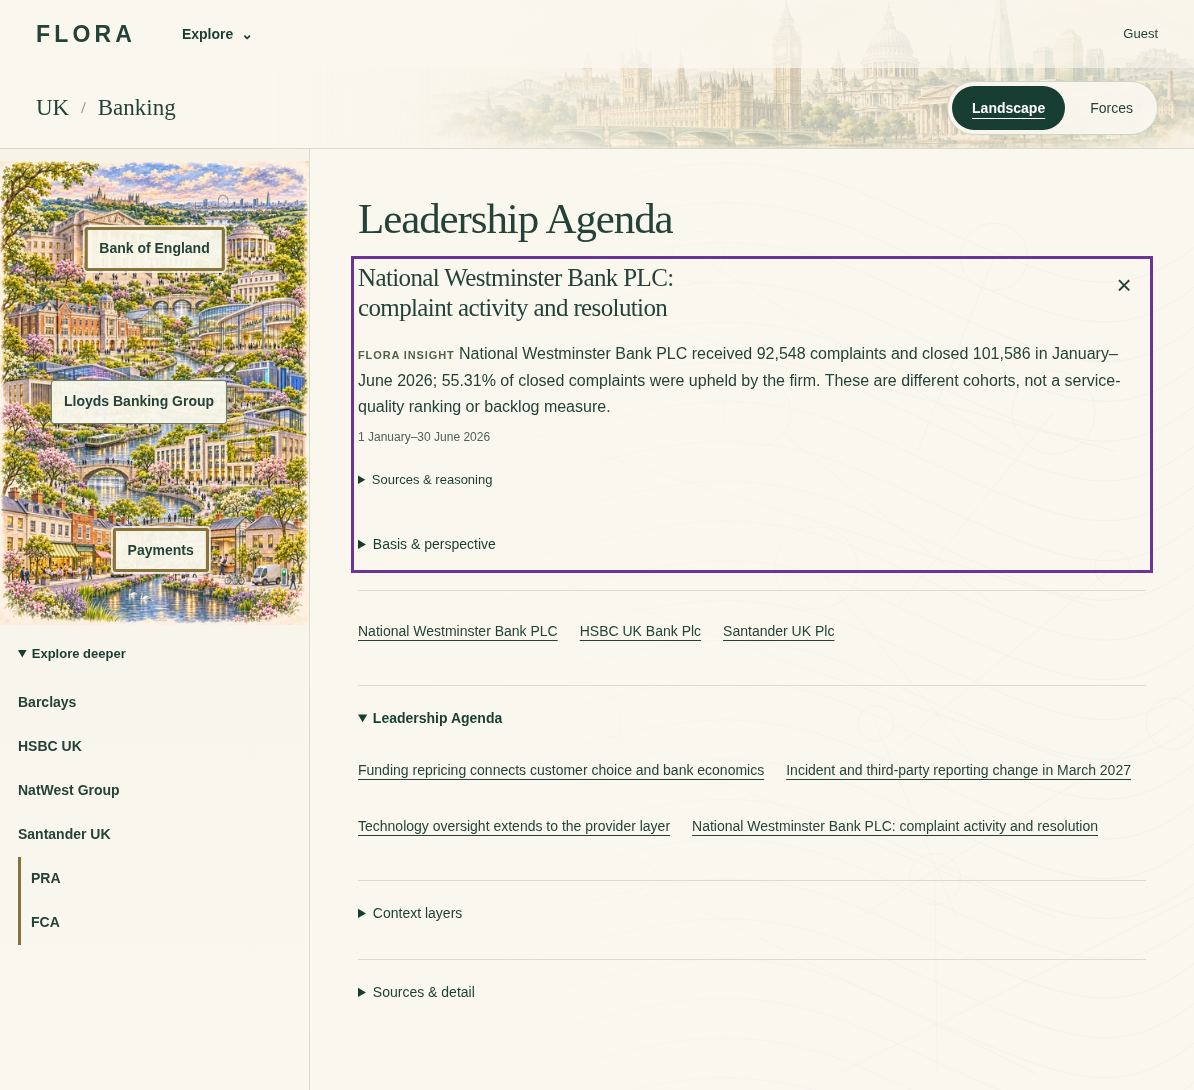 FLORA
Explore
Guest
UK / Banking
Landscape
Forces
Bank of England
Lloyds Banking Group
Payments
Explore deeper
Barclays
HSBC UK
NatWest Group
Santander UK
PRA
FCA
Leadership Agenda
National Westminster Bank PLC:
complaint activity and resolution
FLORA INSIGHT National Westminster Bank PLC received 92,548 complaints and closed 101,586 in January–
June 2026; 55.31% of closed complaints were upheld by the firm. These are different cohorts, not a service-
quality ranking or backlog measure.
1 January–30 June 2026
Sources & reasoning
Basis & perspective
National Westminster Bank PLC HSBC UK Bank Plc Santander UK Plc
Leadership Agenda
Funding repricing connects customer choice and bank economics Incident and third-party reporting change in March 2027
Technology oversight extends to the provider layer National Westminster Bank PLC: complaint activity and resolution
Context layers
Sources & detail